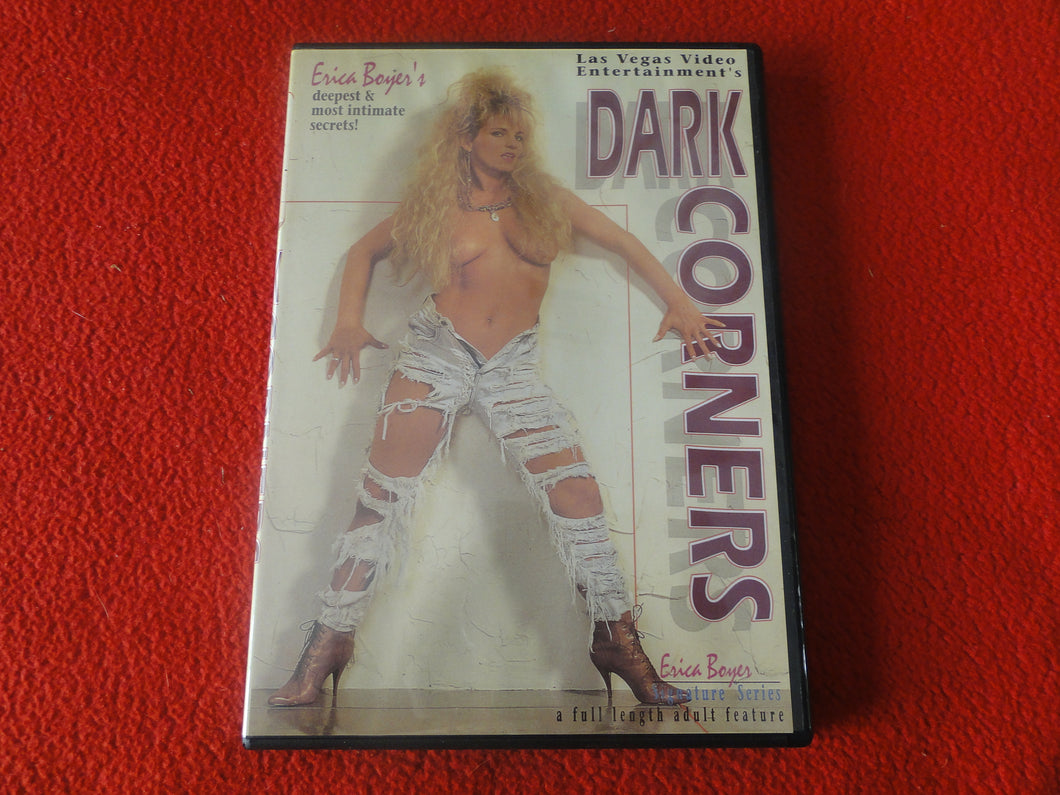 Erica Boyer's
deepest &
most intimate
secrets!
Las Vegas Video
Entertainment's
DARK
CORNERS
Erica Boyer
Signature Series
a full length adult feature